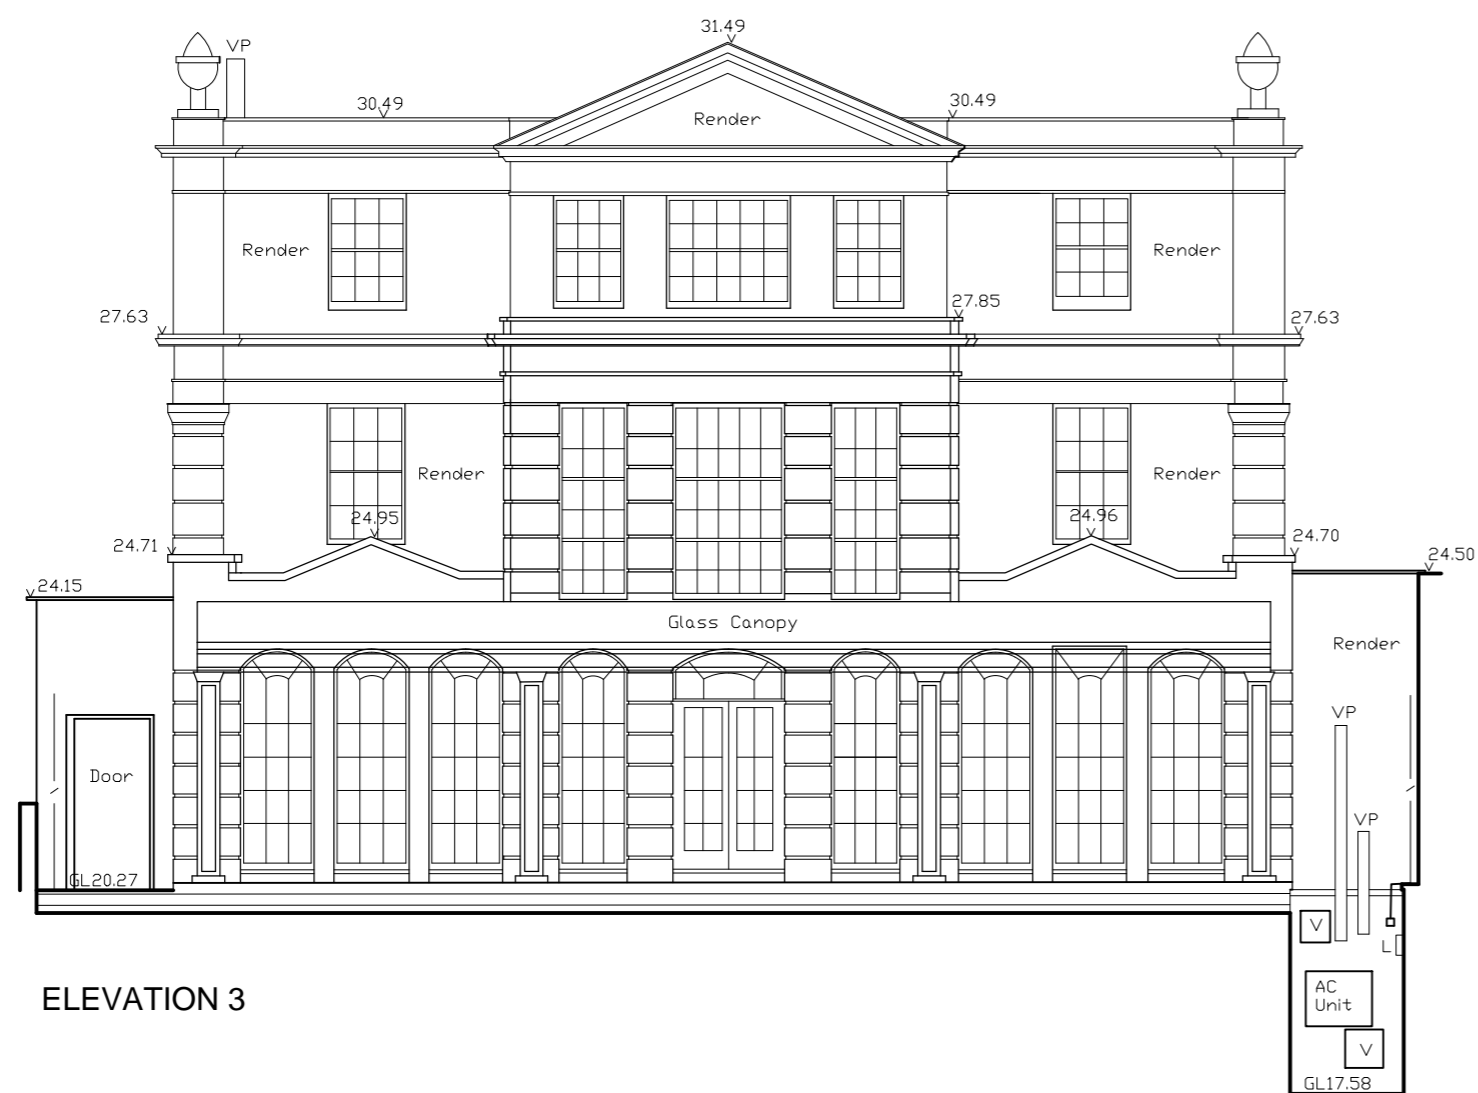 31.49
VP
30.49
30.49
Render
Render
Render
27.85
27.63
27.63
Render
Render
24.95
24.96
24.71
24.70
24.50
24.15
Glass Canopy
Render
VP
Door
VP
GL20.27
V
L
AC
Unit
V
GL17.58
ELEVATION 3